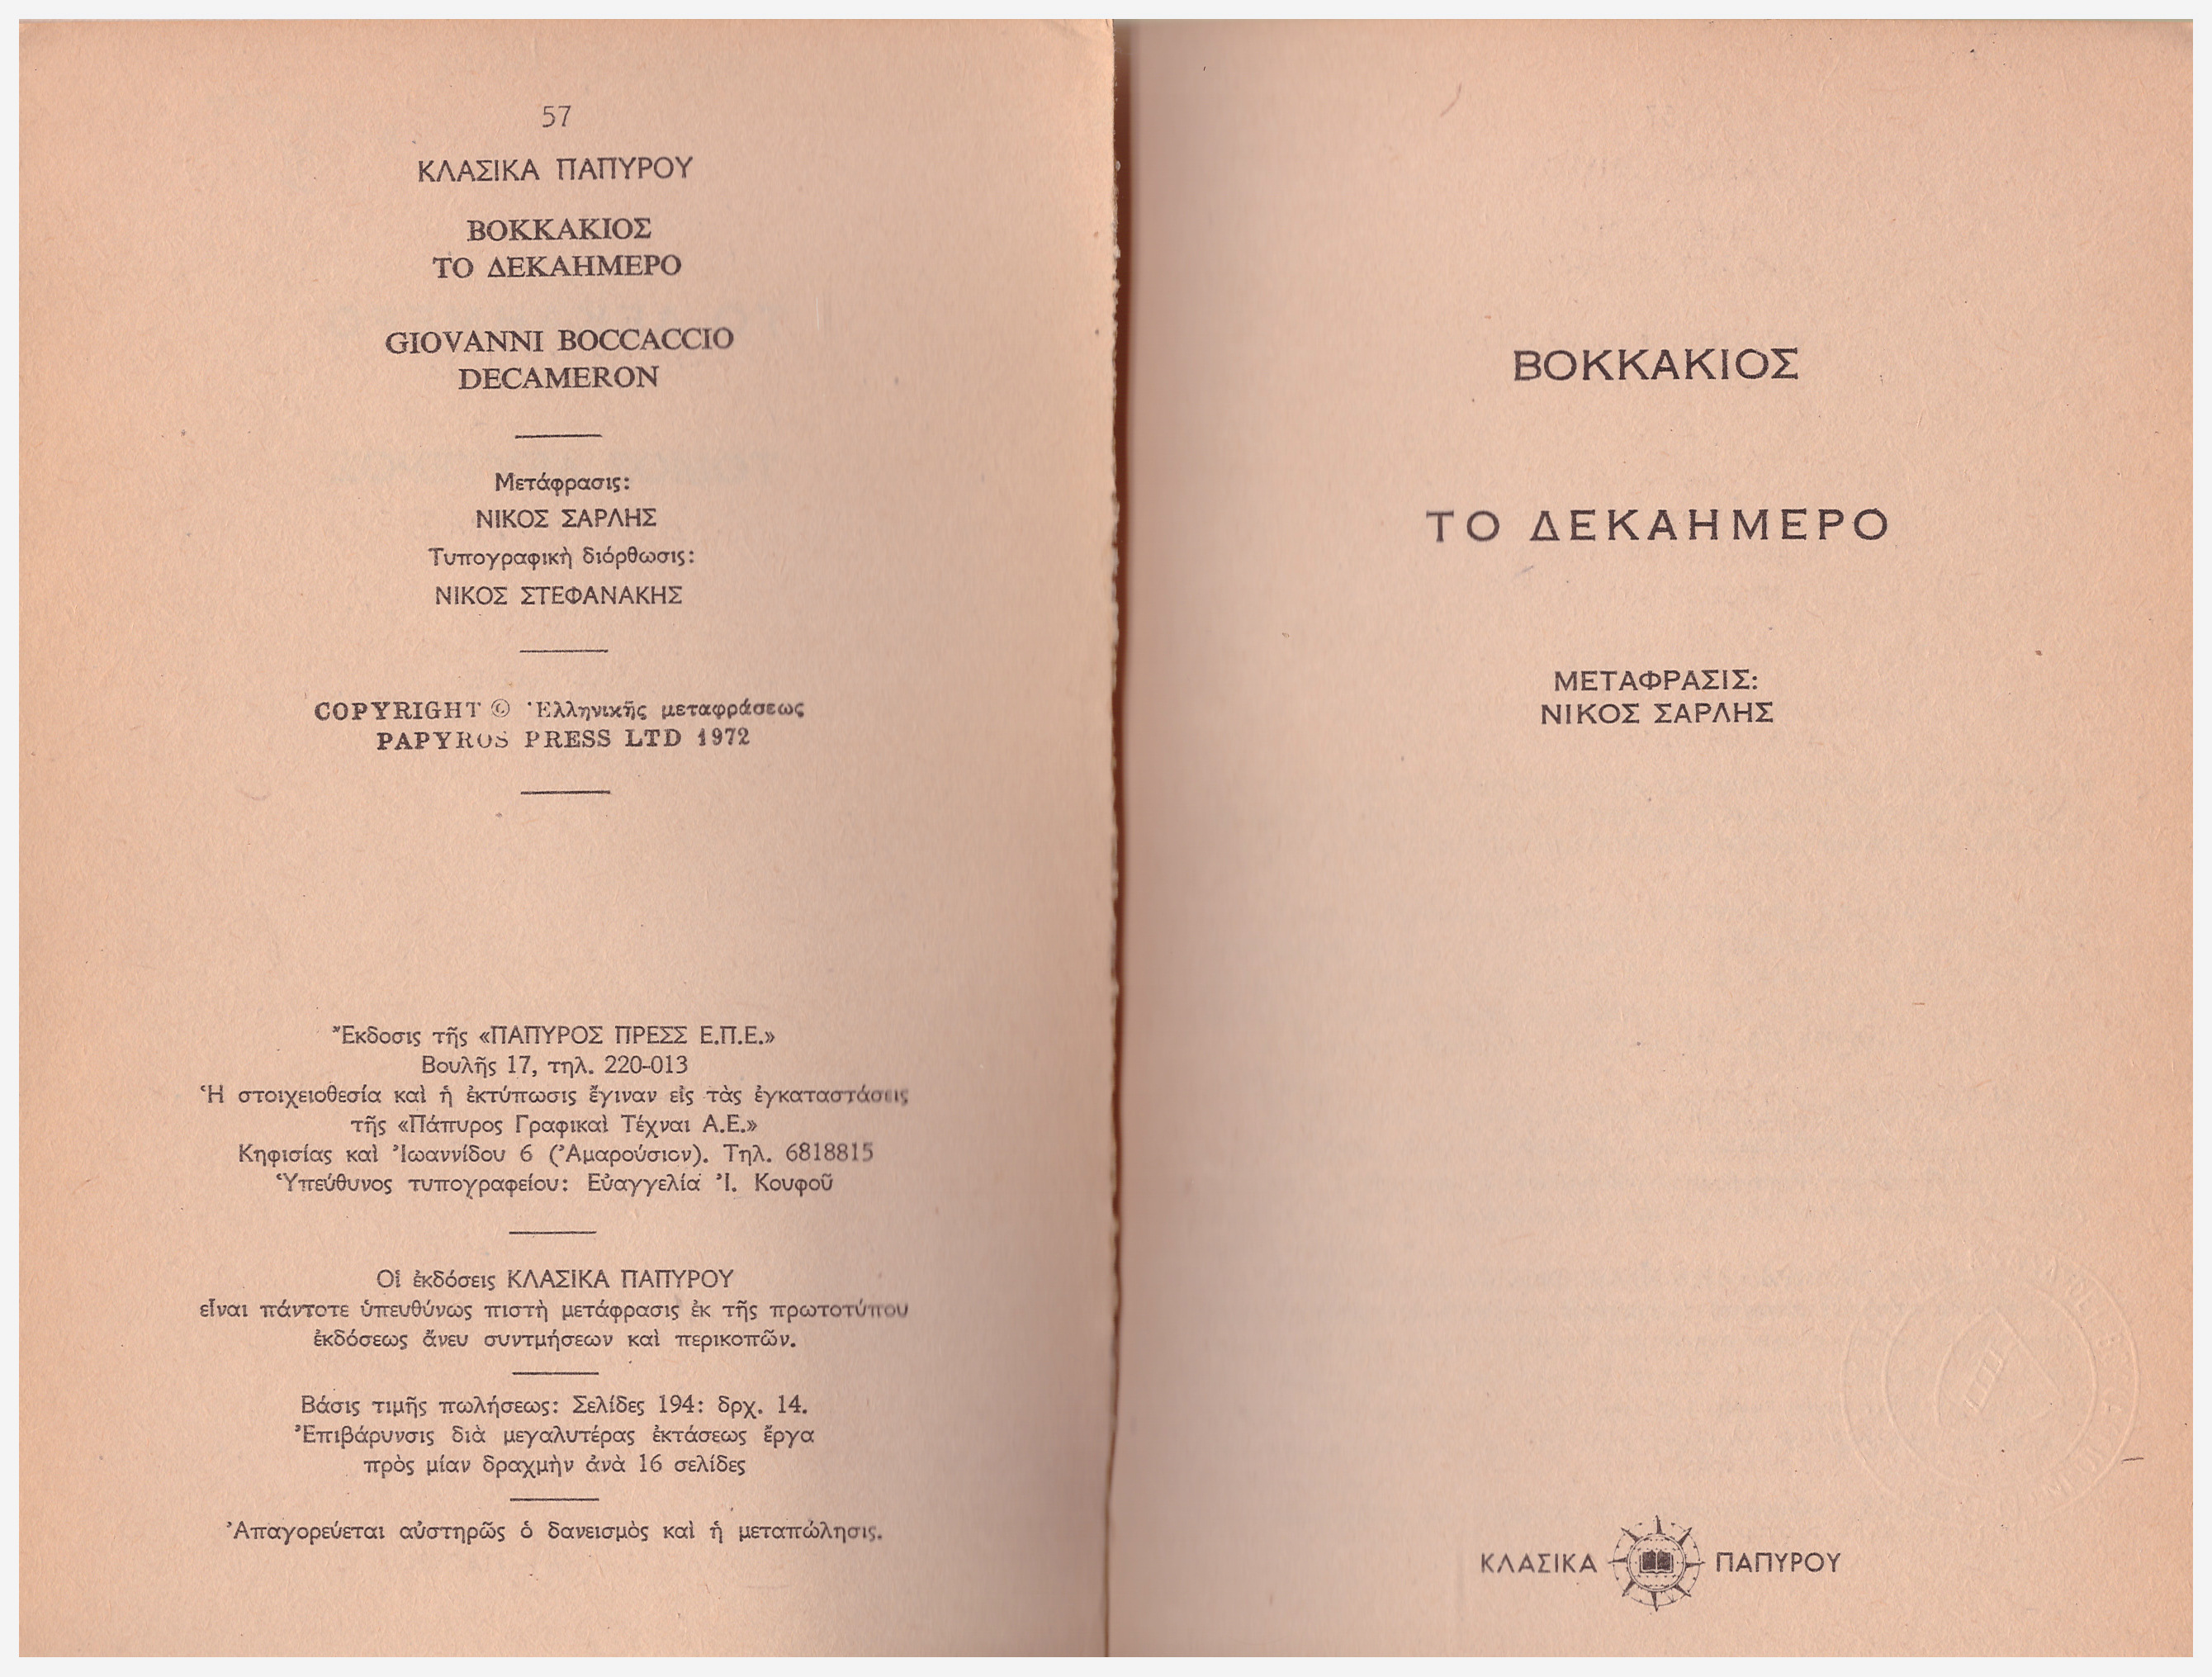 57
ΚΛΑΣΙΚΑ ΠΑΠΥΡΟΥ
ΒΟΚΚΑΚΙΟΣ
ΤΟ ΔΕΚΑΗΜΕΡΟ
GIOVANNI BOCCACCIO
DECAMERON
Μετάφρασις:
ΝΙΚΟΣ ΣΑΡΛΗΣ
Τυπογραφικὴ διόρθωσις:
ΝΙΚΟΣ ΣΤΕΦΑΝΑΚΗΣ
COPYRIGHT © Ἑλληνικῆς μεταφράσεως
PAPYROS PRESS LTD 1972
Ἔκδοσις τῆς «ΠΑΠΥΡΟΣ ΠΡΕΣΣ Ε.Π.Ε.»
Βουλῆς 17, τηλ. 220-013
Ἡ στοιχειοθεσία καὶ ἡ ἐκτύπωσις ἔγιναν εἰς τὰς ἐγκαταστάσεις
τῆς «Πάπυρος Γραφικαὶ Τέχναι Α.Ε.»
Κηφισίας καὶ Ἰωαννίδου 6 (Ἀμαρούσιον). Τηλ. 6818815
Ὑπεύθυνος τυπογραφείου: Εὐαγγελία Ἰ. Κουφοῦ
Οἱ ἐκδόσεις ΚΛΑΣΙΚΑ ΠΑΠΥΡΟΥ
εἶναι πάντοτε ὑπευθύνως πιστὴ μετάφρασις ἐκ τῆς πρωτοτύπου
ἐκδόσεως ἄνευ συντμήσεων καὶ περικοπῶν.
Βάσις τιμῆς πωλήσεως: Σελίδες 194: δρχ. 14.
Ἐπιβάρυνσις διὰ μεγαλυτέρας ἐκτάσεως ἔργα
πρὸς μίαν δραχμὴν ἀνὰ 16 σελίδες
Ἀπαγορεύεται αὐστηρῶς ὁ δανεισμὸς καὶ ἡ μεταπώλησις.
ΒΟΚΚΑΚΙΟΣ
ΤΟ ΔΕΚΑΗΜΕΡΟ
ΜΕΤΑΦΡΑΣΙΣ:
ΝΙΚΟΣ ΣΑΡΛΗΣ
ΚΛΑΣΙΚΑ ΠΑΠΥΡΟΥ